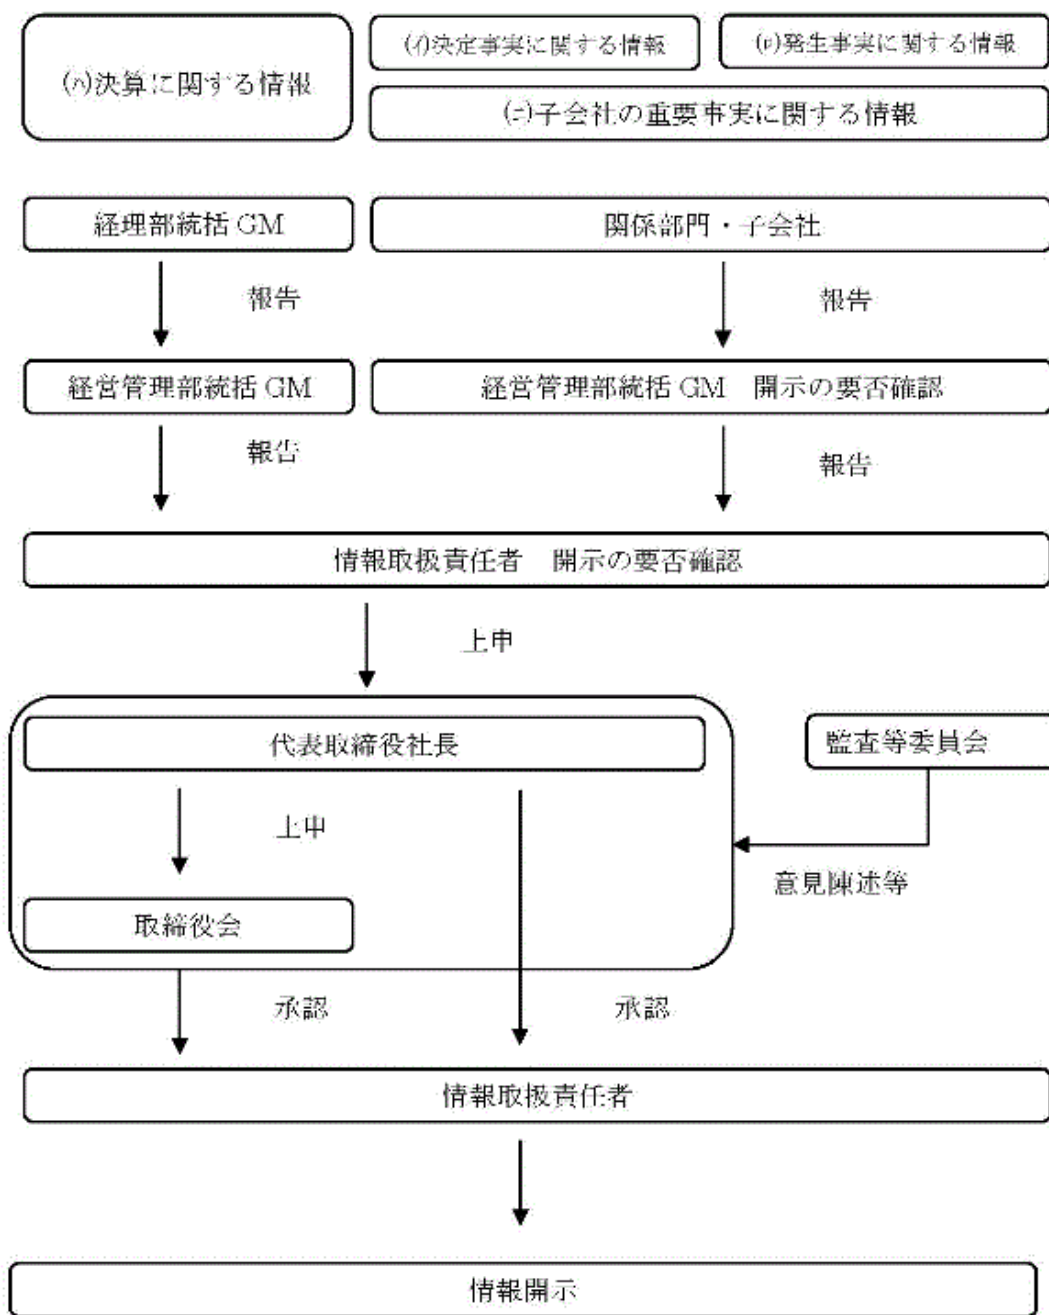 (ハ)決算に関する情報
(イ)決定事実に関する情報
(ロ)発生事実に関する情報
(ニ)子会社の重要事実に関する情報
経理部統括 GM
関係部門・子会社
報告
報告
経営管理部統括 GM
経営管理部統括 GM　開示の要否確認
報告
報告
情報取扱責任者　開示の要否確認
上申
代表取締役社長
監査等委員会
上申
意見陳述等
取締役会
承認
承認
情報取扱責任者
情報開示